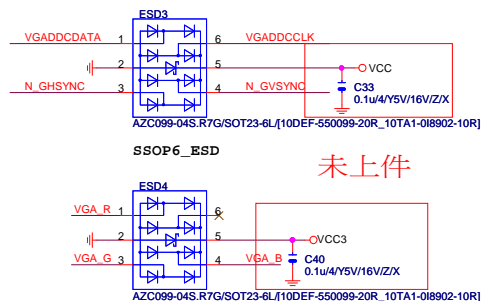 ESD3
VGADDCDATA 1 6 VGADDCCLK
2 5 VCC
N_GHSYNC 3 4 N_GVSYNC
C33
0.1u/4/Y5V/16V/Z/X
AZC099-04S.R7G/SOT23-6L/[10DEF-550099-20R_10TA1-0I8902-10R]
SSOP6_ESD
未上件
ESD4
VGA_R 1 6
2 5 VCC3
VGA_G 3 4 VGA_B
C40
0.1u/4/Y5V/16V/Z/X
AZC099-04S.R7G/SOT23-6L/[10DEF-550099-20R_10TA1-0I8902-10R]